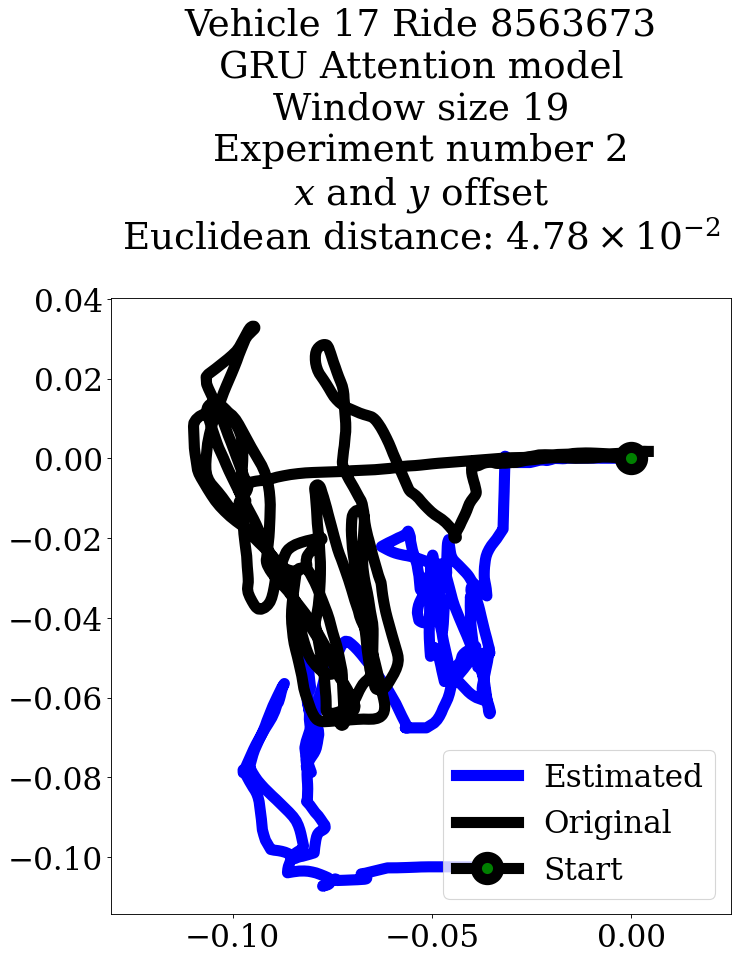 Vehicle 17 Ride 8563673
GRU Attention model
Window size 19
Experiment number 2
x and y offset
Euclidean distance: 4.78 × 10⁻²
0.04
0.02
0.00
−0.02
−0.04
−0.06
−0.08
−0.10
Estimated
Original
Start
−0.10 −0.05 0.00